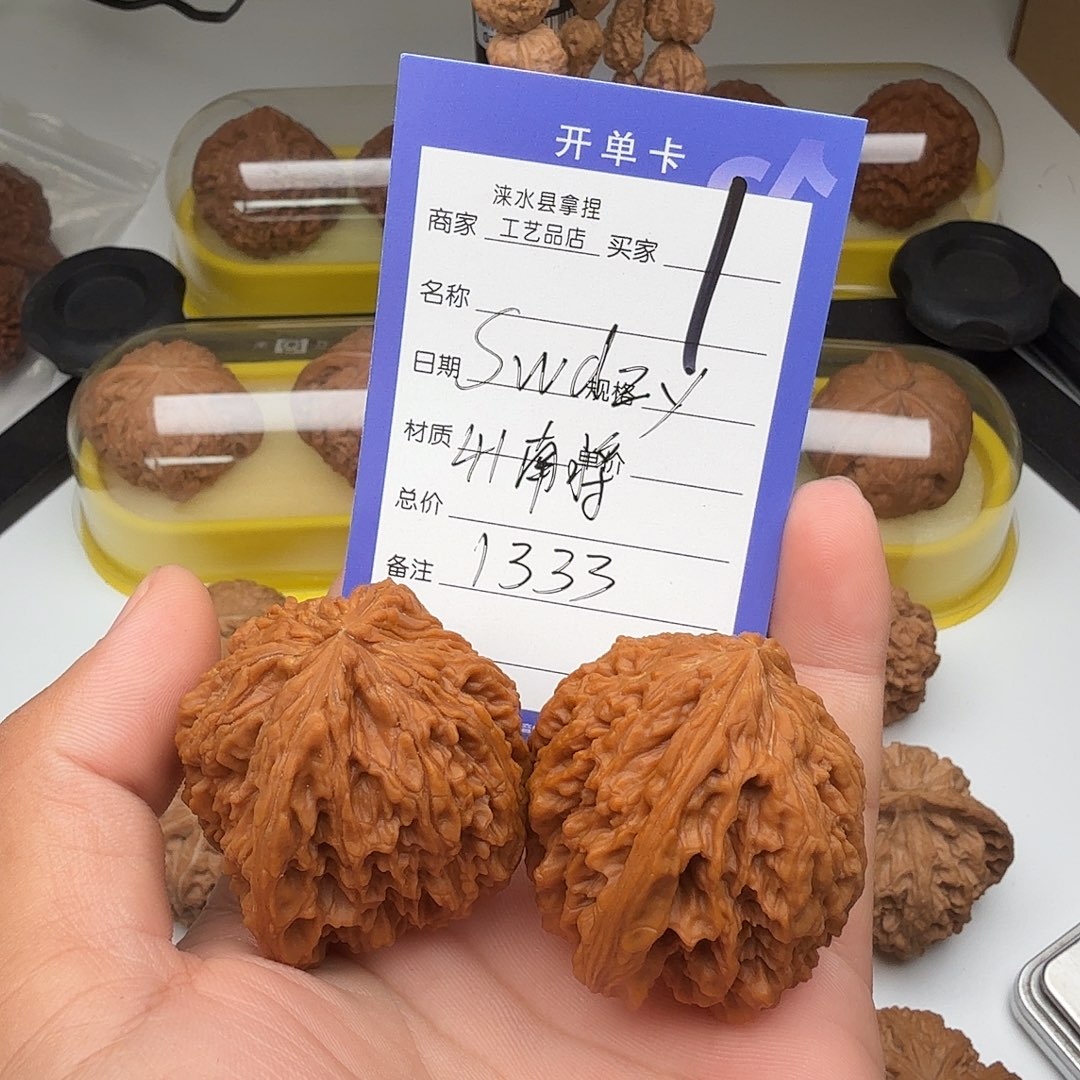 开单卡
涞水县拿捏
商家 工艺品店 买家
名称
日期 Swdzy 规格
材质 41南将 单价
总价
备注 1333